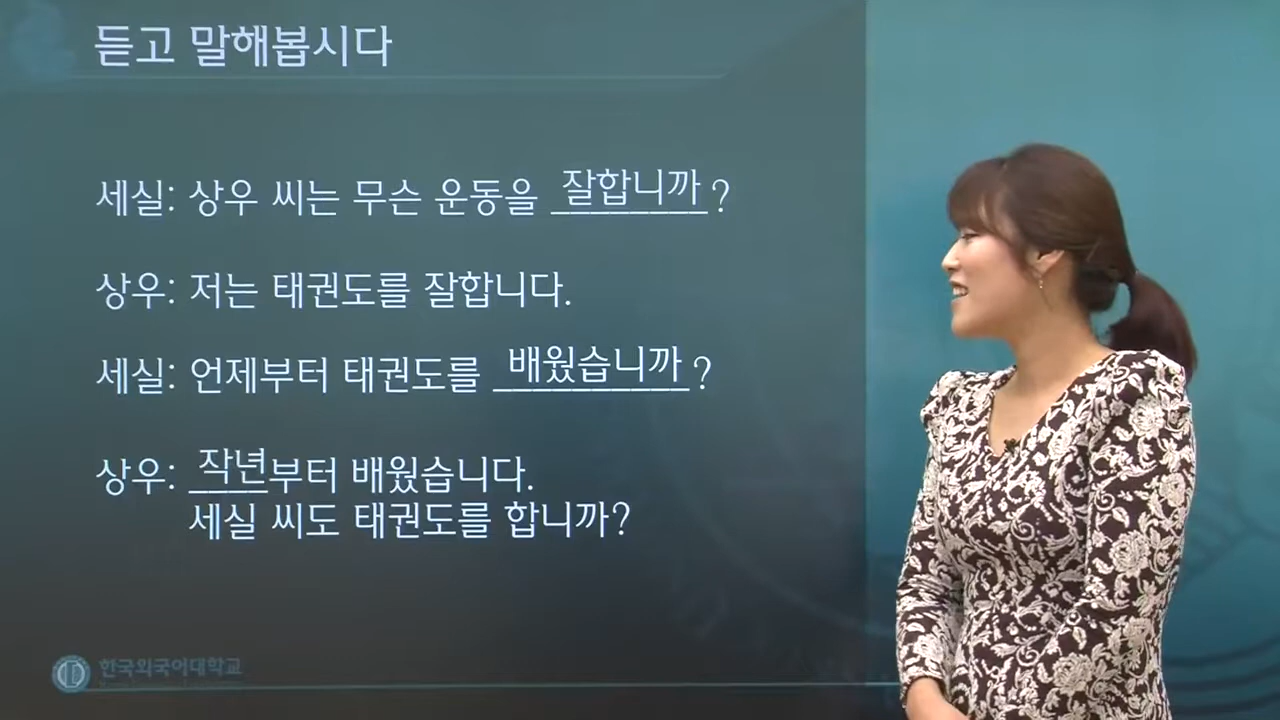 듣고 말해봅시다
세실: 상우 씨는 무슨 운동을 잘합니까?
상우: 저는 태권도를 잘합니다.
세실: 언제부터 태권도를 배웠습니까?
상우: 작년부터 배웠습니다.
세실 씨도 태권도를 합니까?
한국외국어대학교